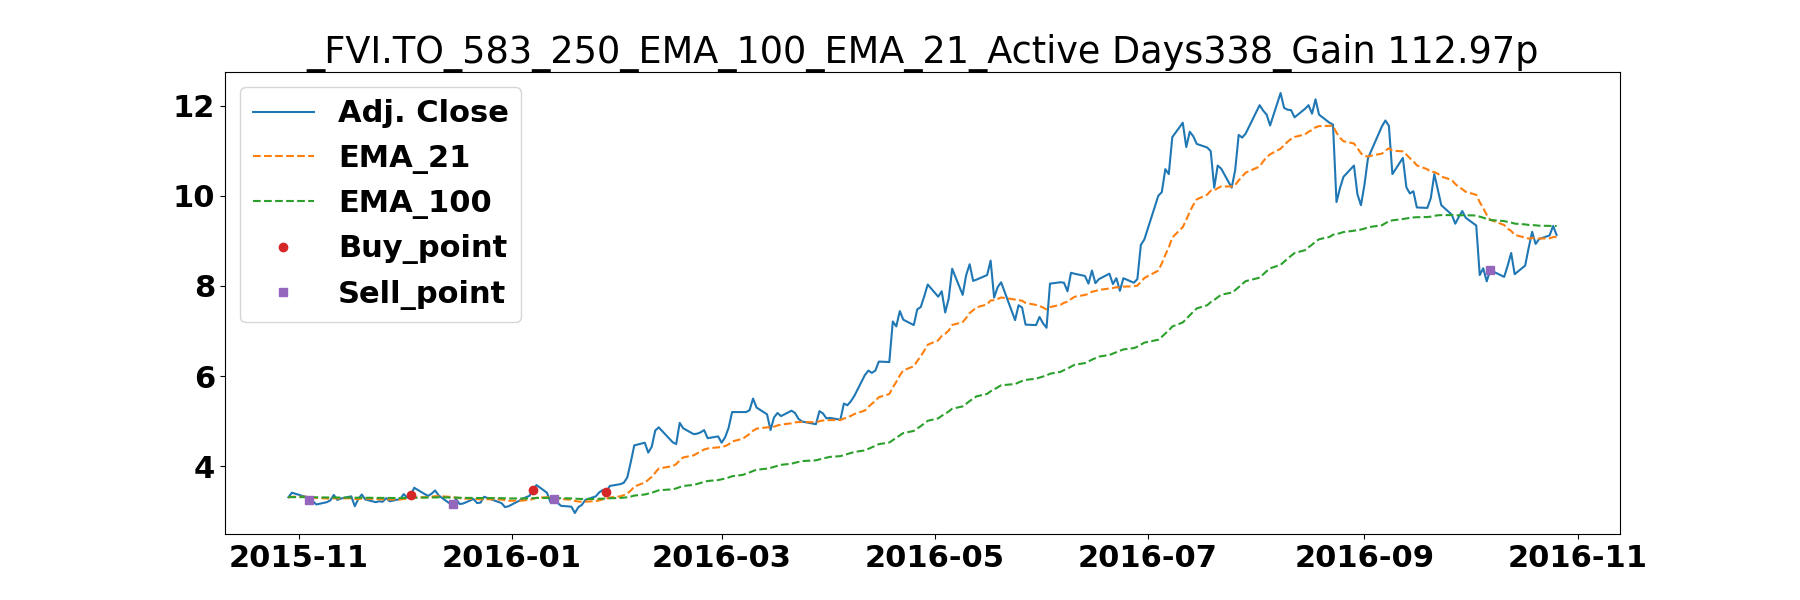 _FVI.TO_583_250_EMA_100_EMA_21_Active Days338_Gain 112.97p
Adj. Close
EMA_21
EMA_100
Buy_point
Sell_point
12
10
8
6
4
2015-11 2016-01 2016-03 2016-05 2016-07 2016-09 2016-11